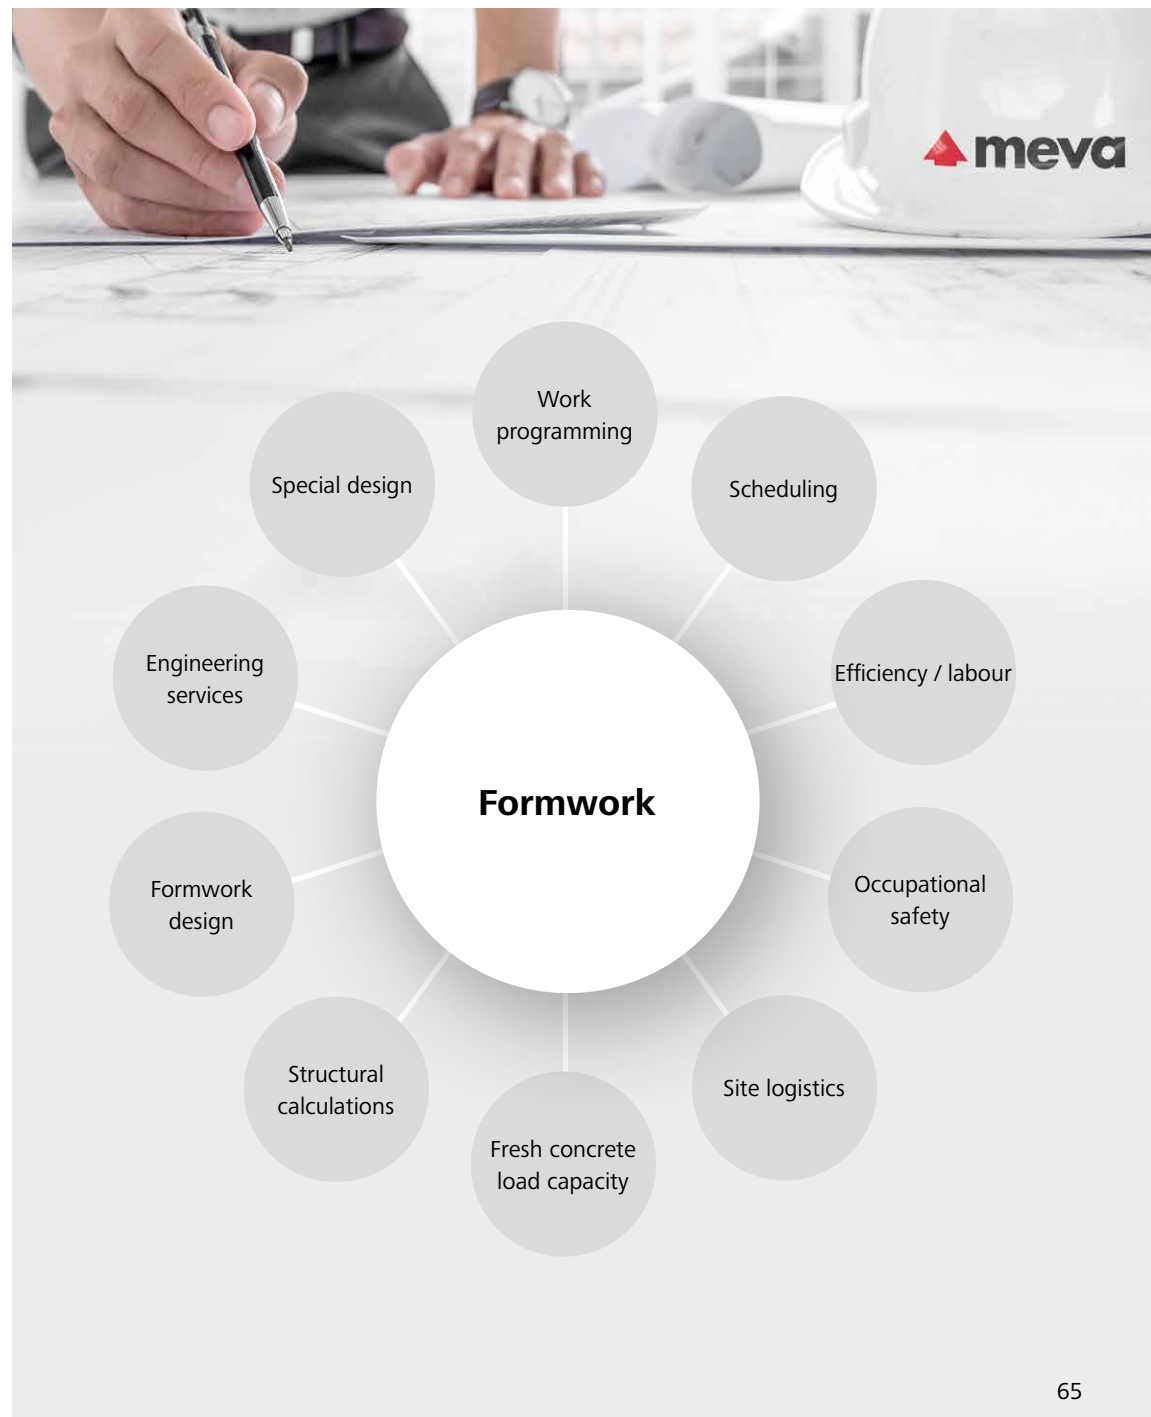 meva
Work
programming
Special design
Scheduling
Engineering
services
Efficiency / labour
Formwork
Formwork
design
Occupational
safety
Structural
calculations
Site logistics
Fresh concrete
load capacity
65